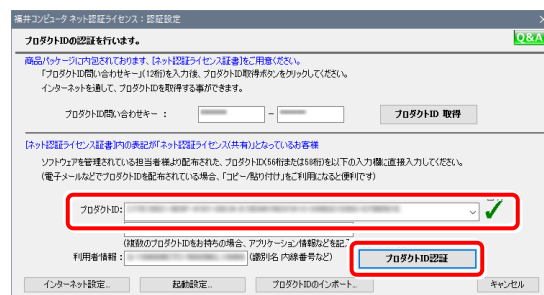 福井コンピュータ ネット認証ライセンス：認証設定
プロダクトIDの認証を行います。
Q&A
商品パッケージに内包されております、[ネット認証ライセンス証書]をご用意ください。
「プロダクトID問い合わせキー」(12桁)を入力後、プロダクトID取得ボタンをクリックしてください。
インターネットを通して、プロダクトIDを取得する事ができます。
プロダクトID問い合わせキー ： - プロダクトID 取得
[ネット認証ライセンス証書]内の表記が「ネット認証ライセンス(共有)」となっているお客様
ソフトウェアを管理されている担当者様より配布された、プロダクトID(56桁または58桁)を以下の入力欄に直接入力してください。
(電子メールなどでプロダクトIDを配布されている場合、「コピー/貼り付け」をご利用になると便利です)
プロダクトID:
(複数のプロダクトIDをお持ちの場合、アプリケーション情報などを記入
利用者情報： (識別名 内線番号など) プロダクトID認証
インターネット設定... 起動設定... プロダクトIDのインポート... キャンセル